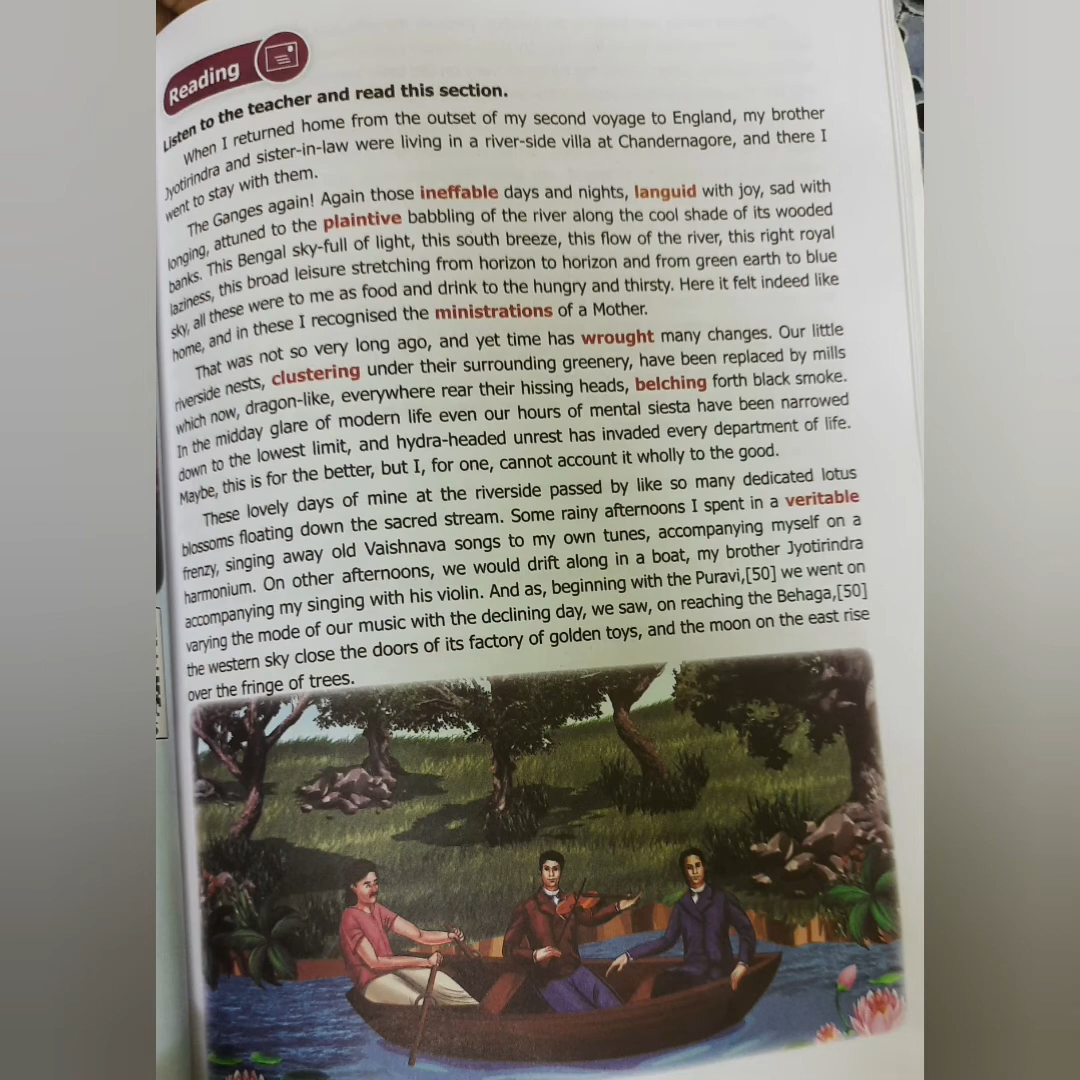 Reading
Listen to the teacher and read this section.
When I returned home from the outset of my second voyage to England, my brother
Jyotirindra and sister-in-law were living in a river-side villa at Chandernagore, and there I
went to stay with them.
The Ganges again! Again those ineffable days and nights, languid with joy, sad with
longing, attuned to the plaintive babbling of the river along the cool shade of its wooded
banks. This Bengal sky-full of light, this south breeze, this flow of the river, this right royal
laziness, this broad leisure stretching from horizon to horizon and from green earth to blue
sky, all these were to me as food and drink to the hungry and thirsty. Here it felt indeed like
home, and in these I recognised the ministrations of a Mother.
That was not so very long ago, and yet time has wrought many changes. Our little
riverside nests, clustering under their surrounding greenery, have been replaced by mills
which now, dragon-like, everywhere rear their hissing heads, belching forth black smoke.
In the midday glare of modern life even our hours of mental siesta have been narrowed
down to the lowest limit, and hydra-headed unrest has invaded every department of life.
Maybe, this is for the better, but I, for one, cannot account it wholly to the good.
These lovely days of mine at the riverside passed by like so many dedicated lotus
blossoms floating down the sacred stream. Some rainy afternoons I spent in a veritable
frenzy, singing away old Vaishnava songs to my own tunes, accompanying myself on a
harmonium. On other afternoons, we would drift along in a boat, my brother Jyotirindra
accompanying my singing with his violin. And as, beginning with the Puravi,[50] we went on
varying the mode of our music with the declining day, we saw, on reaching the Behaga,[50]
the western sky close the doors of its factory of golden toys, and the moon on the east rise
over the fringe of trees.